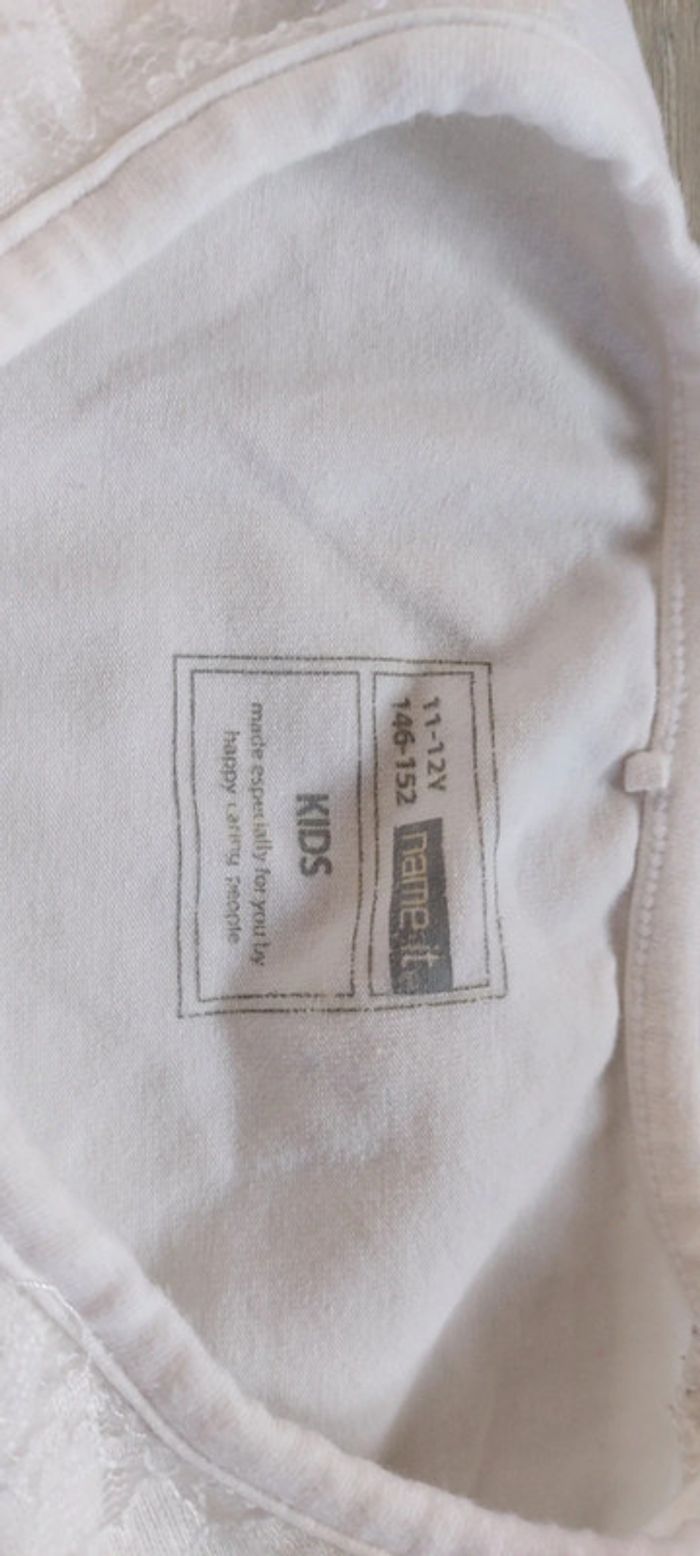 11-12Y
146-152
name it
KIDS
made especially for you by
happy caring people